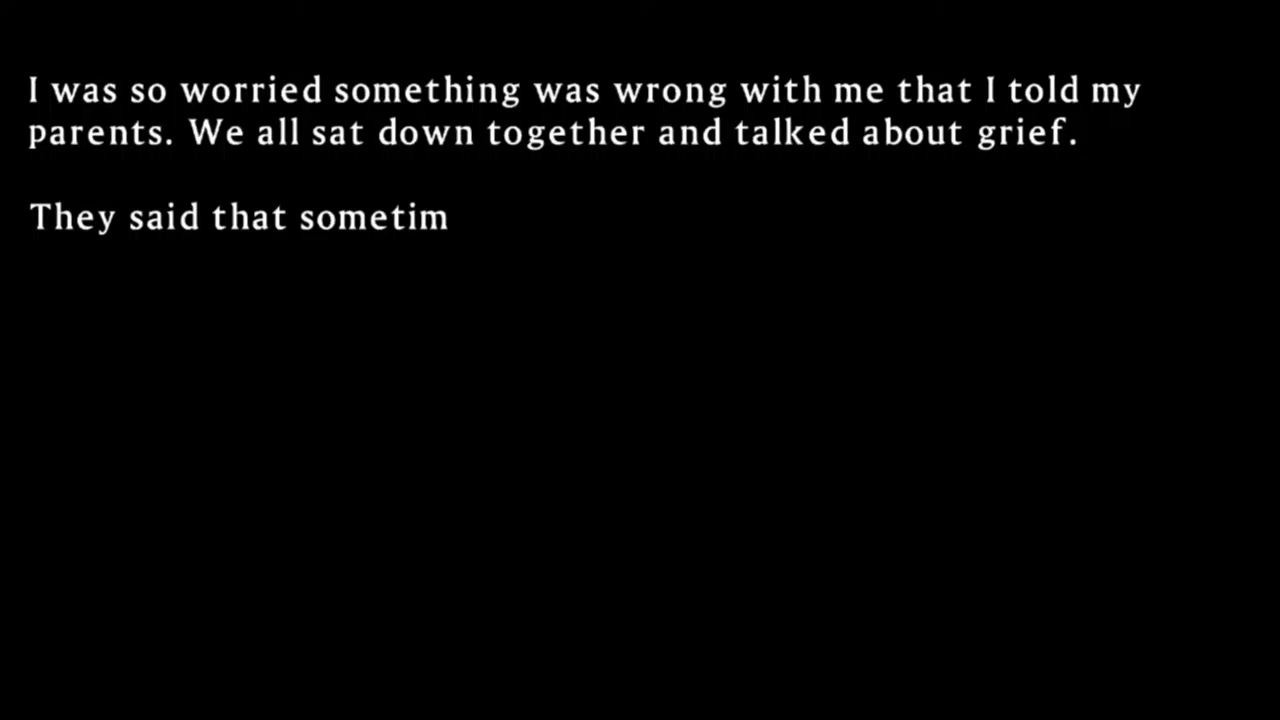 I was so worried something was wrong with me that I told my
parents. We all sat down together and talked about grief.
They said that sometim